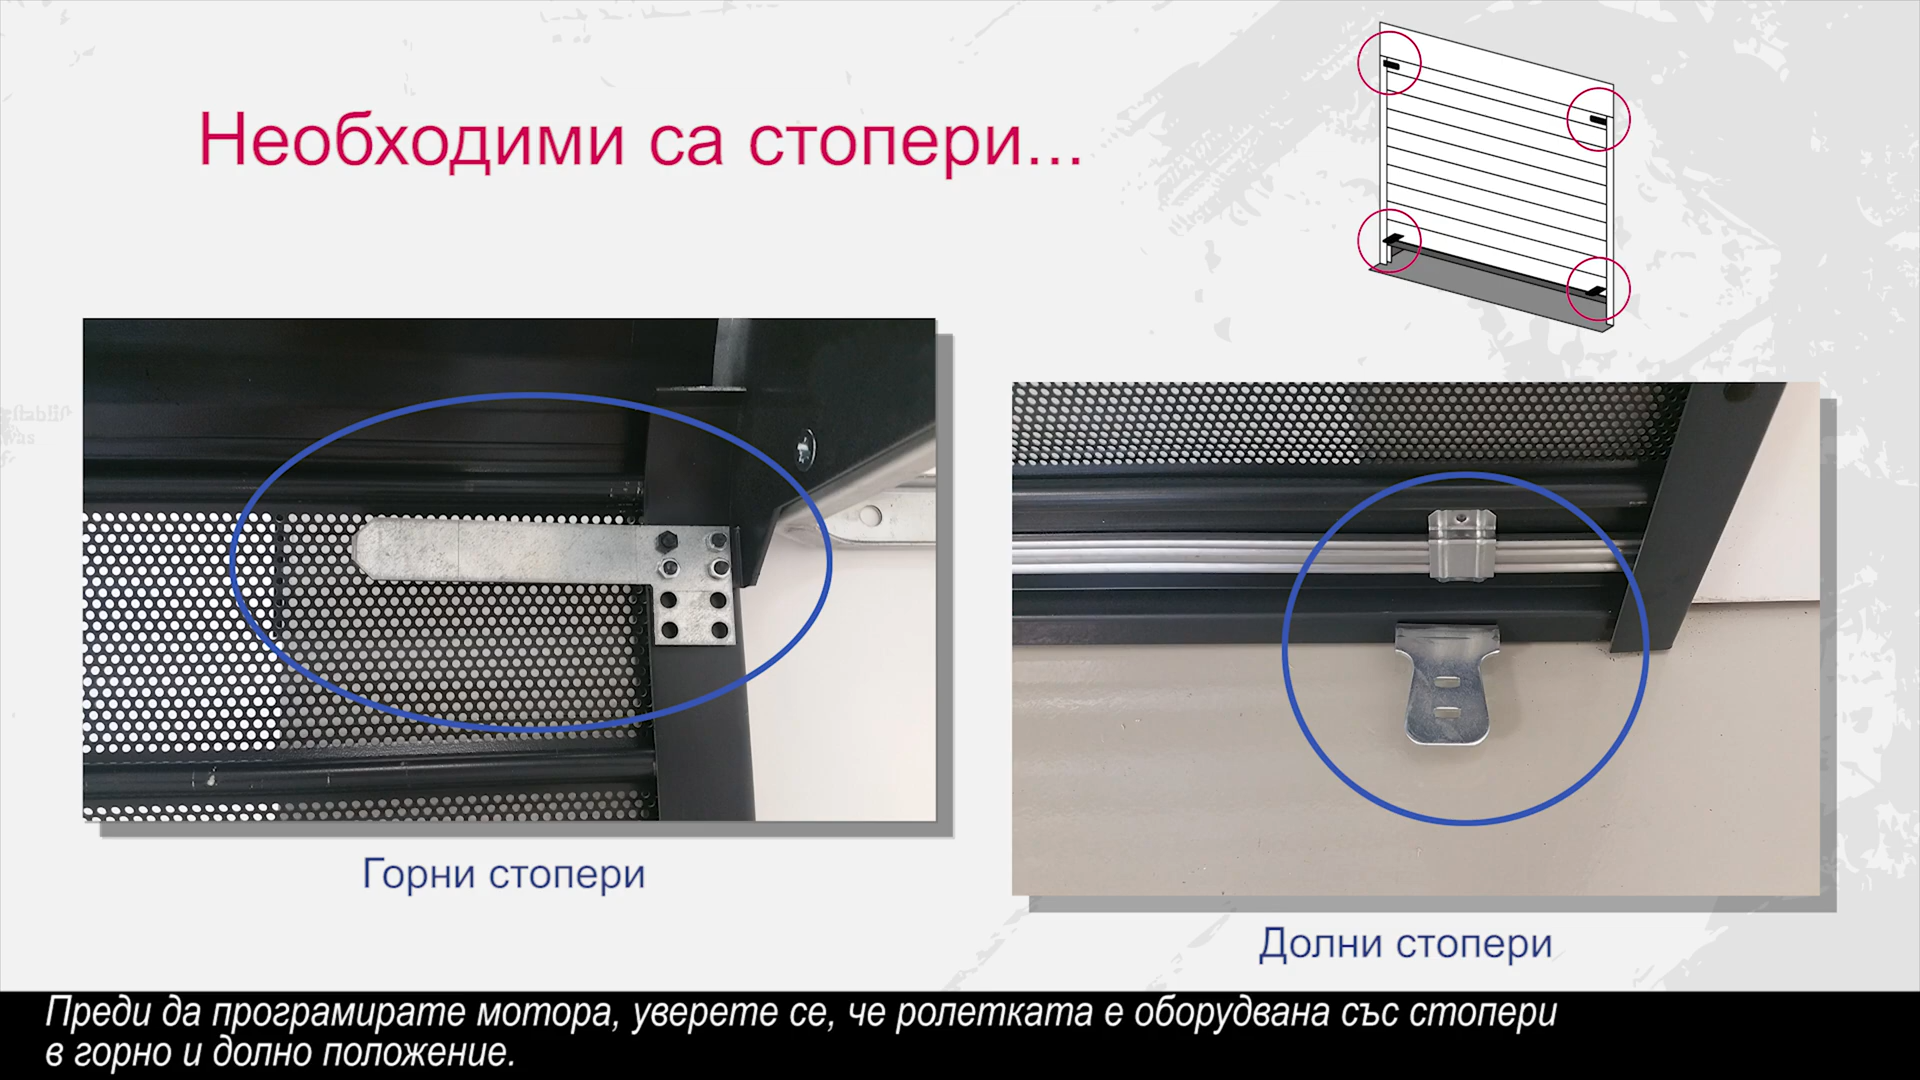 Необходими са стопери...
Горни стопери
Долни стопери
Преди да програмирате мотора, уверете се, че ролетката е оборудвана със стопери
в горно и долно положение.